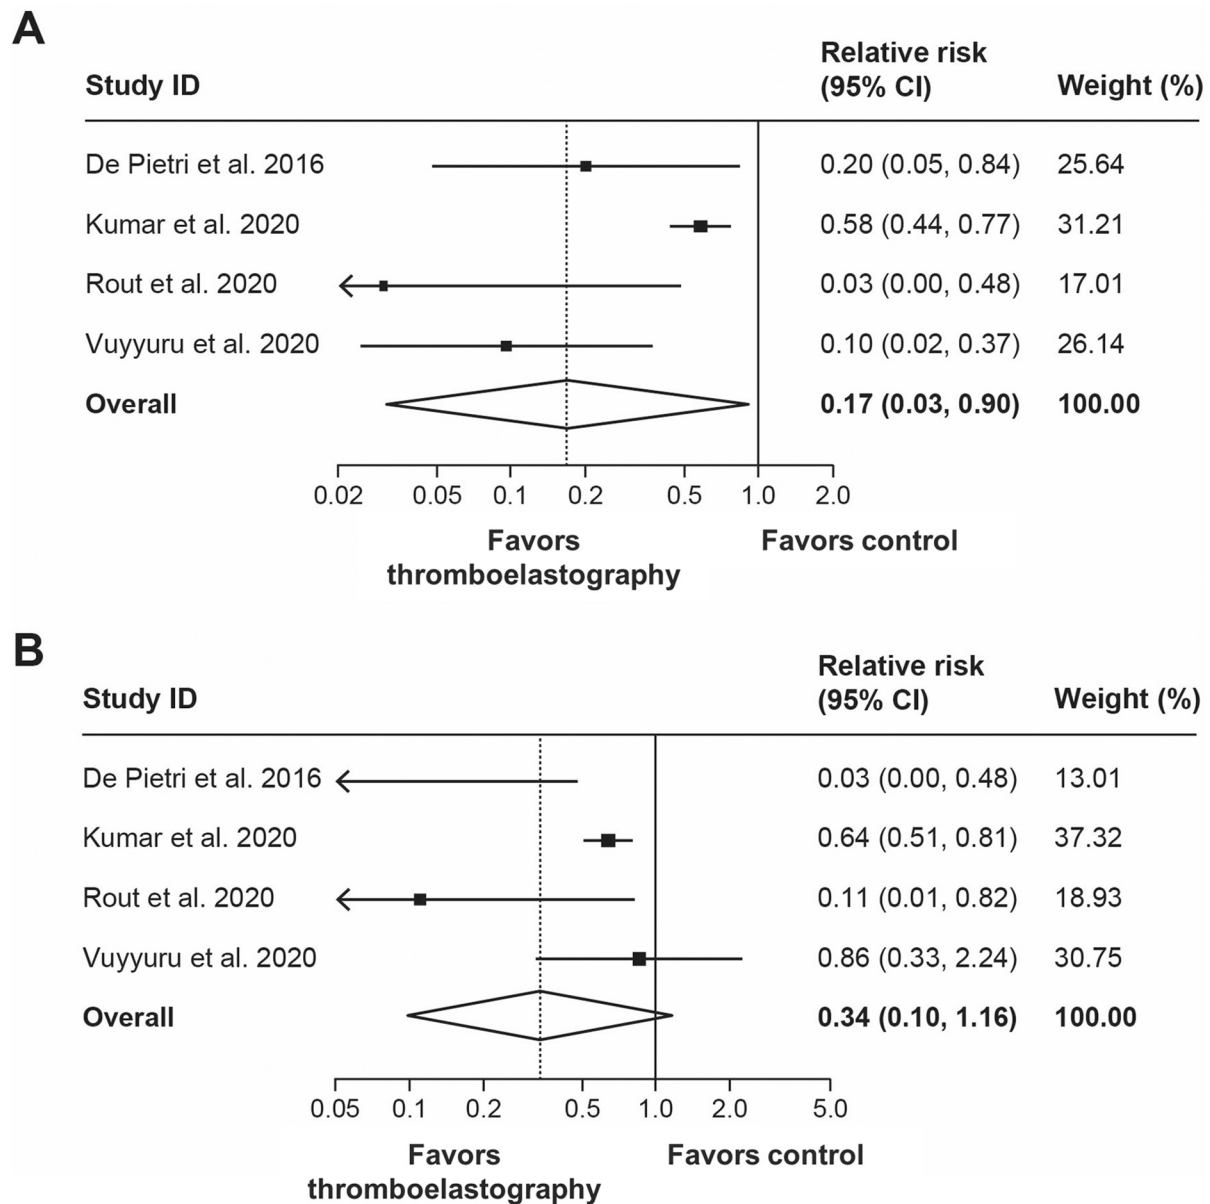 A
Study ID
Relative risk
(95% CI)
Weight (%)
De Pietri et al. 2016 0.20 (0.05, 0.84) 25.64
Kumar et al. 2020 0.58 (0.44, 0.77) 31.21
Rout et al. 2020 0.03 (0.00, 0.48) 17.01
Vuyyuru et al. 2020 0.10 (0.02, 0.37) 26.14
Overall 0.17 (0.03, 0.90) 100.00
0.02 0.05 0.1 0.2 0.5 1.0 2.0
Favors
thromboelastography
Favors control
B
Study ID
Relative risk
(95% CI)
Weight (%)
De Pietri et al. 2016 0.03 (0.00, 0.48) 13.01
Kumar et al. 2020 0.64 (0.51, 0.81) 37.32
Rout et al. 2020 0.11 (0.01, 0.82) 18.93
Vuyyuru et al. 2020 0.86 (0.33, 2.24) 30.75
Overall 0.34 (0.10, 1.16) 100.00
0.05 0.1 0.2 0.5 1.0 2.0 5.0
Favors
thromboelastography
Favors control